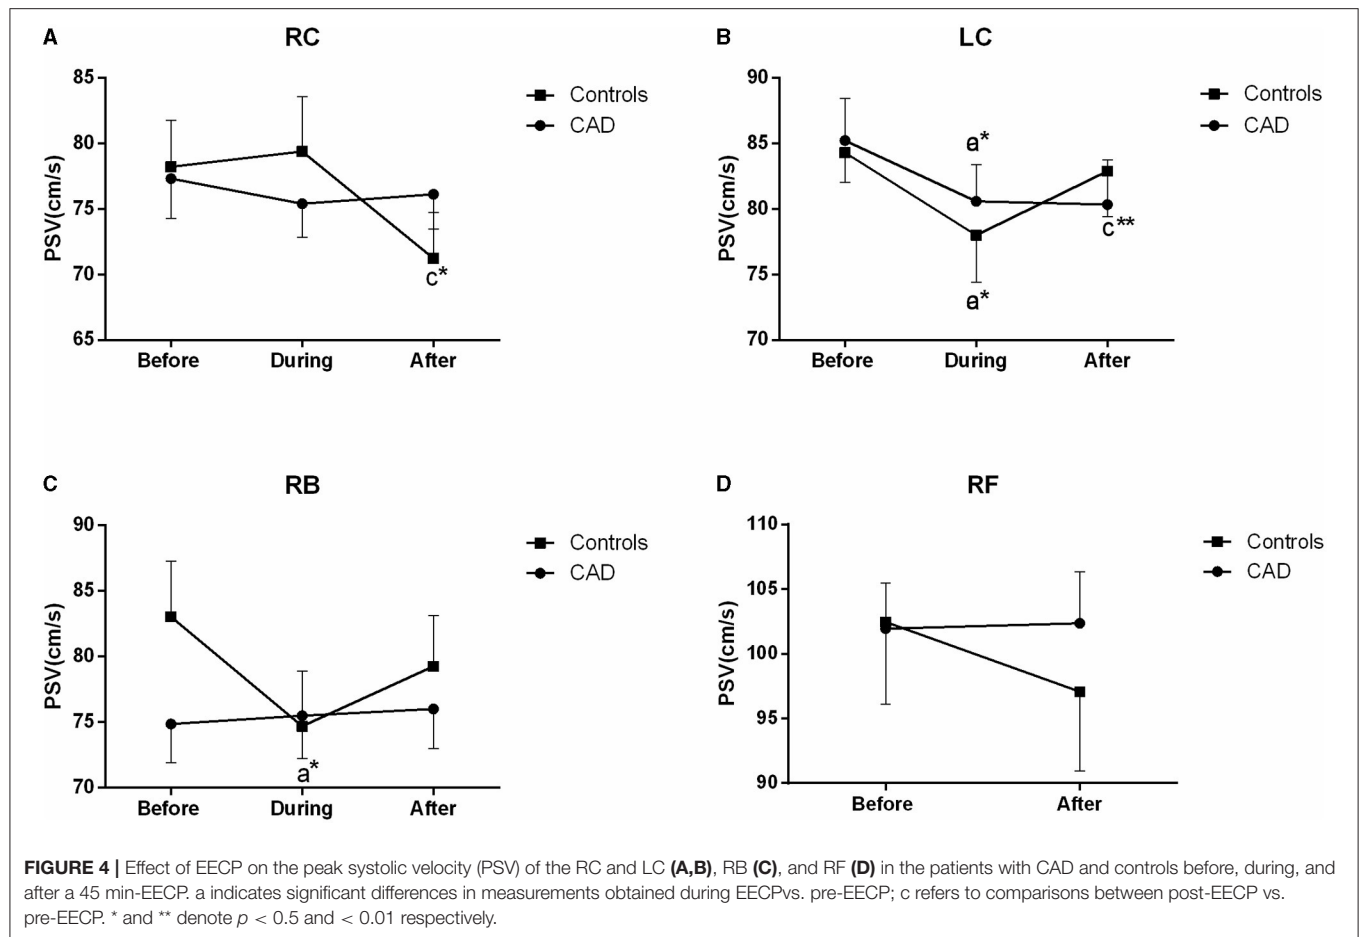 A
RC
85
80
75
70
65
PSV(cm/s)
Controls
CAD
c*
Before During After
B
LC
90
85
80
75
70
PSV(cm/s)
Controls
CAD
a*
a*
c**
Before During After
C
RB
90
85
80
75
70
PSV(cm/s)
Controls
CAD
a*
Before During After
D
RF
110
105
100
95
90
PSV(cm/s)
Controls
CAD
Before After
FIGURE 4 | Effect of EECP on the peak systolic velocity (PSV) of the RC and LC (A,B), RB (C), and RF (D) in the patients with CAD and controls before, during, and
after a 45 min-EECP. a indicates significant differences in measurements obtained during EECPvs. pre-EECP; c refers to comparisons between post-EECP vs.
pre-EECP. * and ** denote p < 0.5 and < 0.01 respectively.